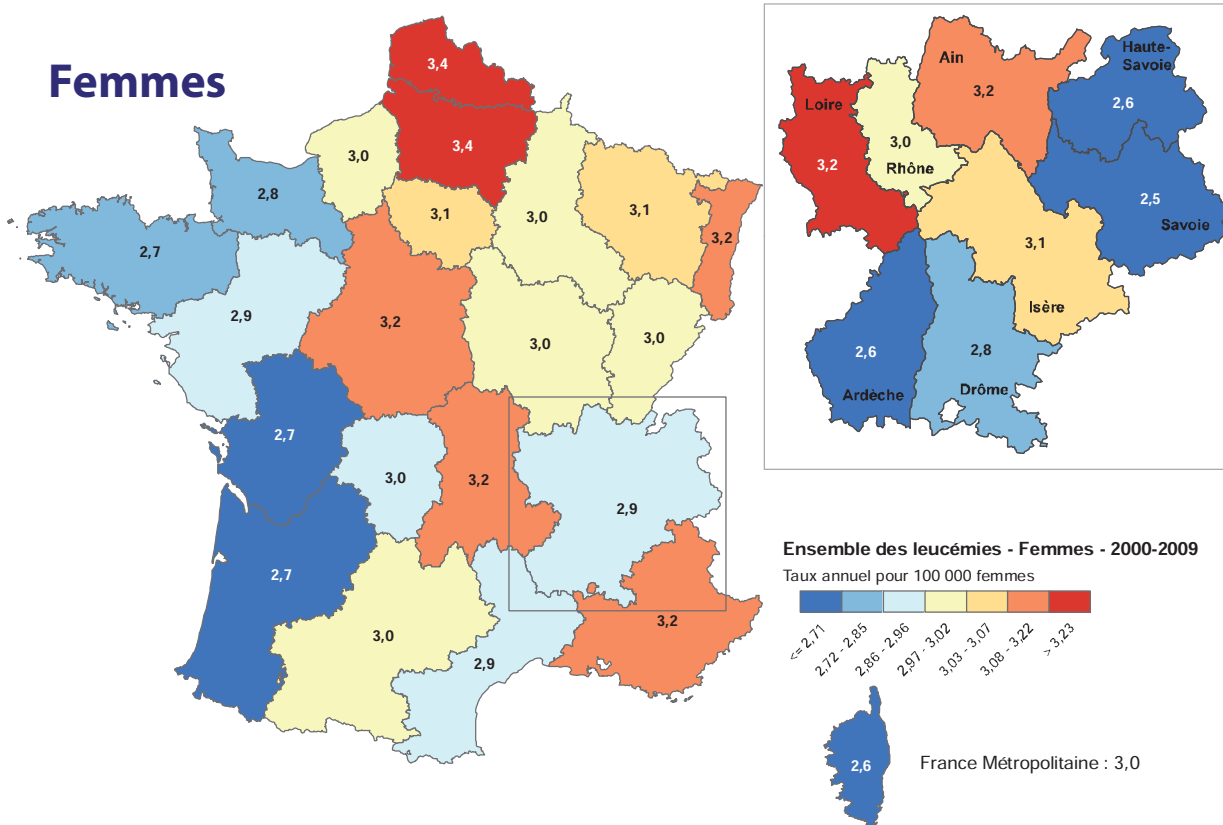 Femmes
3,4
3,4
3,0
2,8
3,1
3,0
3,1
3,2
2,7
2,9
3,2
3,0
3,0
2,7
3,0
3,2
2,9
2,7
3,0
2,9
3,2
Ain
Haute-
Savoie
3,2
2,6
Loire
3,0
Rhône
3,2
2,5
Savoie
3,1
Isère
2,6
2,8
Ardèche
Drôme
Ensemble des leucémies - Femmes - 2000-2009
Taux annuel pour 100 000 femmes
<= 2,71
2,72 - 2,85
2,86 - 2,96
2,97 - 3,02
3,03 - 3,07
3,08 - 3,22
> 3,23
2,6
France Métropolitaine : 3,0